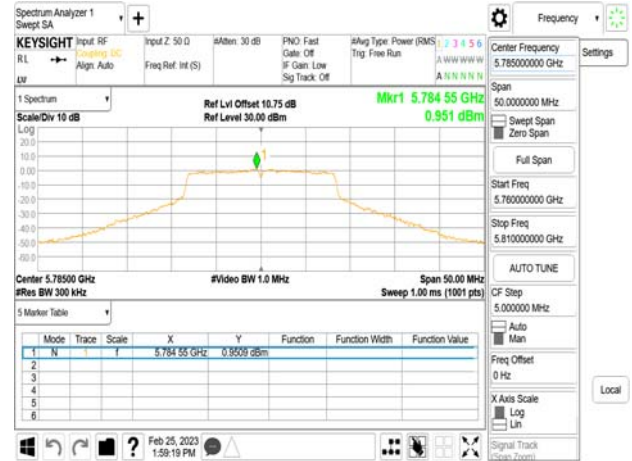 Spectrum Analyzer 1
Swept SA
+
Frequency
KEYSIGHT
Input: RF
Coupling: DC
Align: Auto
Input Z: 50 Ω
Freq Ref: Int (S)
#Atten: 30 dB
PNO: Fast
Gate: Off
IF Gain: Low
Sig Track: Off
#Avg Type: Power (RMS)
Trig: Free Run
1 2 3 4 5 6
A W W W W W
A N N N N N
RL
1 Spectrum
Scale/Div 10 dB
Log
Ref Lvl Offset 10.75 dB
Ref Level 30.00 dBm
Mkr1 5.784 55 GHz
0.951 dBm
20.0
10.0
0.00
-10.0
-20.0
-30.0
-40.0
-50.0
-60.0
1
Center 5.78500 GHz
#Res BW 300 kHz
#Video BW 1.0 MHz
Span 50.00 MHz
Sweep 1.00 ms (1001 pts)
5 Marker Table
Mode Trace Scale X Y Function Function Width Function Value
1 N 1 f 5.784 55 GHz 0.9509 dBm
2
3
4
5
6
Feb 25, 2023
1:59:19 PM
?
Center Frequency
5.785000000 GHz
Settings
Span
50.0000000 MHz
Swept Span
Zero Span
Full Span
Start Freq
5.760000000 GHz
Stop Freq
5.810000000 GHz
AUTO TUNE
CF Step
5.000000 MHz
Auto
Man
Freq Offset
0 Hz
X Axis Scale
Log
Lin
Local
Signal Track
(Span Zoom)